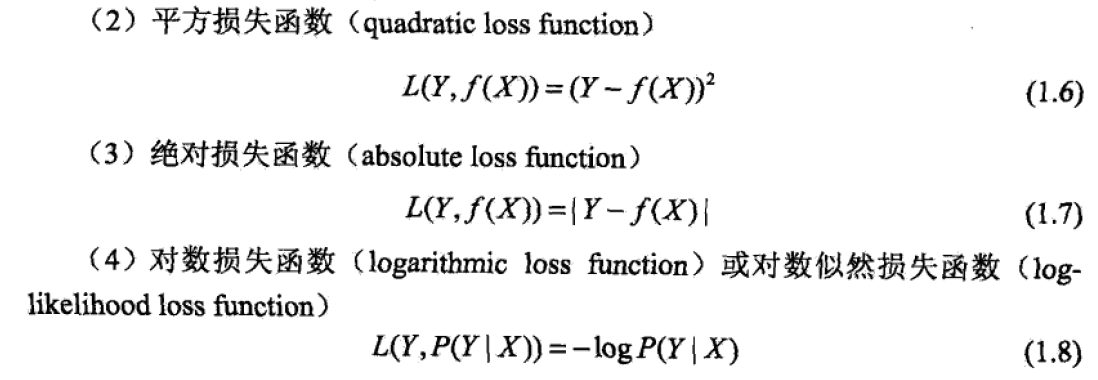 （2）平方损失函数（quadratic loss function）
L(Y, f(X)) = (Y − f(X))²　(1.6)
（3）绝对损失函数（absolute loss function）
L(Y, f(X)) = | Y − f(X) |　(1.7)
（4）对数损失函数（logarithmic loss function）或对数似然损失函数（log-
likelihood loss function）
L(Y, P(Y | X)) = −log P(Y | X)　(1.8)